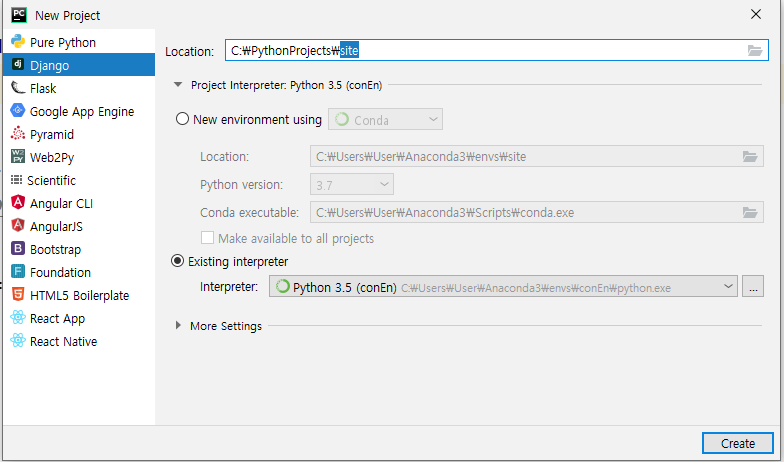 New Project
Pure Python
Django
Flask
Google App Engine
Pyramid
Web2Py
Scientific
Angular CLI
AngularJS
Bootstrap
Foundation
HTML5 Boilerplate
React App
React Native
Location: C:₩PythonProjects₩site
Project Interpreter: Python 3.5 (conEn)
New environment using Conda
Location: C:₩Users₩User₩Anaconda3₩envs₩site
Python version: 3.7
Conda executable: C:₩Users₩User₩Anaconda3₩Scripts₩conda.exe
Make available to all projects
Existing interpreter
Interpreter: Python 3.5 (conEn) C:₩Users₩User₩Anaconda3₩envs₩conEn₩python.exe ...
More Settings
Create